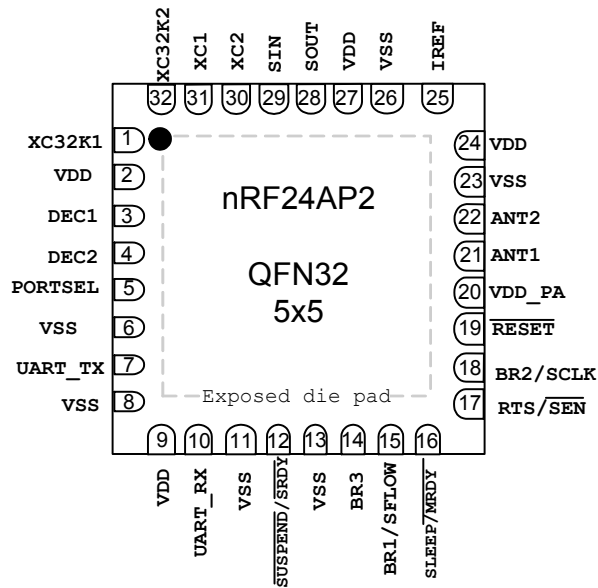 XC32K2
XC1
XC2
SIN
SOUT
VDD
VSS
IREF
32
31
30
29
28
27
26
25
XC32K1 1
VDD 2
DEC1 3
DEC2 4
PORTSEL 5
VSS 6
UART_TX 7
VSS 8
nRF24AP2
QFN32
5x5
Exposed die pad
24 VDD
23 VSS
22 ANT2
21 ANT1
20 VDD_PA
19 RESET
18 BR2/SCLK
17 RTS/SEN
9
10
11
12
13
14
15
16
VDD
UART_RX
VSS
SUSPEND/SRDY
VSS
BR3
BR1/SFLOW
SLEEP/MRDY